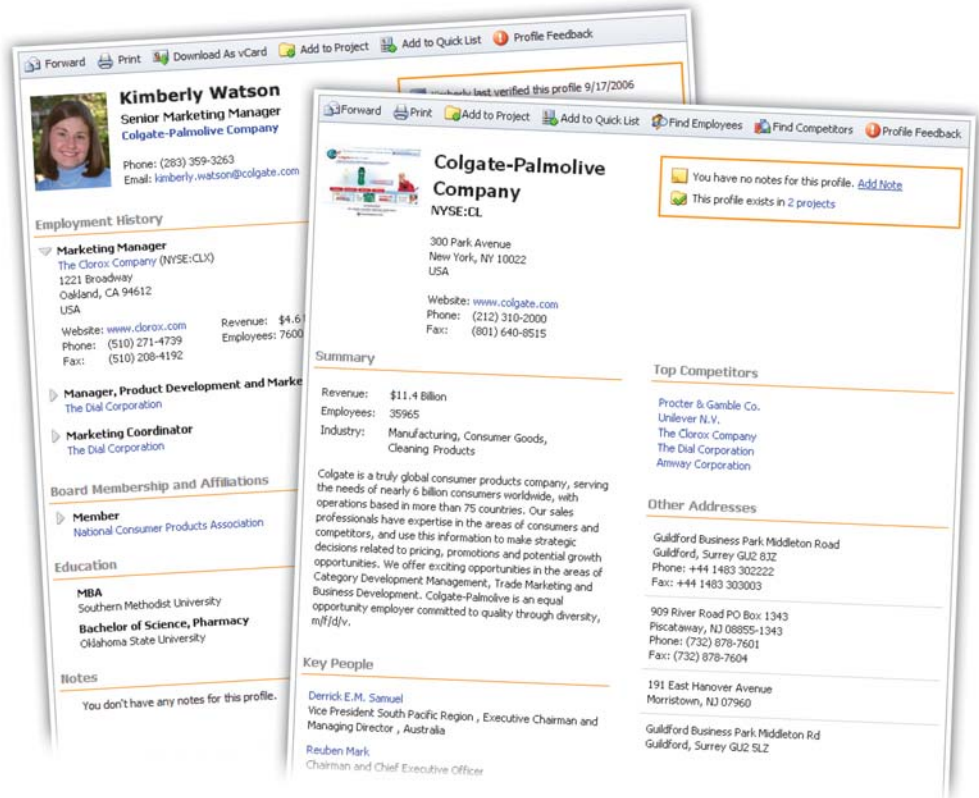 Forward Print Download As vCard Add to Project Add to Quick List Profile Feedback
Kimberly Watson
Senior Marketing Manager
Colgate-Palmolive Company
Phone: (283) 359-3263
Email: kimberly.watson@colgate.com
Kimberly last verified this profile 9/17/2006
Employment History
Marketing Manager
The Clorox Company (NYSE:CLX)
1221 Broadway
Oakland, CA 94612
USA
Website: www.clorox.com Revenue: $4.6
Phone: (510) 271-4739 Employees: 7600
Fax: (510) 208-4192
Manager, Product Development and Marke
The Dial Corporation
Marketing Coordinator
The Dial Corporation
Board Membership and Affiliations
Member
National Consumer Products Association
Education
MBA
Southern Methodist University
Bachelor of Science, Pharmacy
Oklahoma State University
Notes
You don't have any notes for this profile.
Forward Print Add to Project Add to Quick List Find Employees Find Competitors Profile Feedback
Colgate-Palmolive
Company
NYSE:CL
300 Park Avenue
New York, NY 10022
USA
Website: www.colgate.com
Phone: (212) 310-2000
Fax: (801) 640-8515
You have no notes for this profile. Add Note
This profile exists in 2 projects
Summary
Revenue: $11.4 Billion
Employees: 35965
Industry: Manufacturing, Consumer Goods,
Cleaning Products
Colgate is a truly global consumer products company, serving
the needs of nearly 6 billion consumers worldwide, with
operations based in more than 75 countries. Our sales
professionals have expertise in the areas of consumers and
competitors, and use this information to make strategic
decisions related to pricing, promotions and potential growth
opportunities. We offer exciting opportunities in the areas of
Category Development Management, Trade Marketing and
Business Development. Colgate-Palmolive is an equal
opportunity employer committed to quality through diversity,
m/f/d/v.
Key People
Derrick E.M. Samuel
Vice President South Pacific Region , Executive Chairman and
Managing Director , Australia
Reuben Mark
Chairman and Chief Executive Officer
Top Competitors
Procter & Gamble Co.
Unilever N.V.
The Clorox Company
The Dial Corporation
Amway Corporation
Other Addresses
Guildford Business Park Middleton Road
Guildford, Surrey GU2 8JZ
Phone: +44 1483 302222
Fax: +44 1483 303003
909 River Road PO Box 1343
Piscataway, NJ 08855-1343
Phone: (732) 878-7601
Fax: (732) 878-7604
191 East Hanover Avenue
Morristown, NJ 07960
Guildford Business Park Middleton Rd
Guildford, Surrey GU2 5LZ